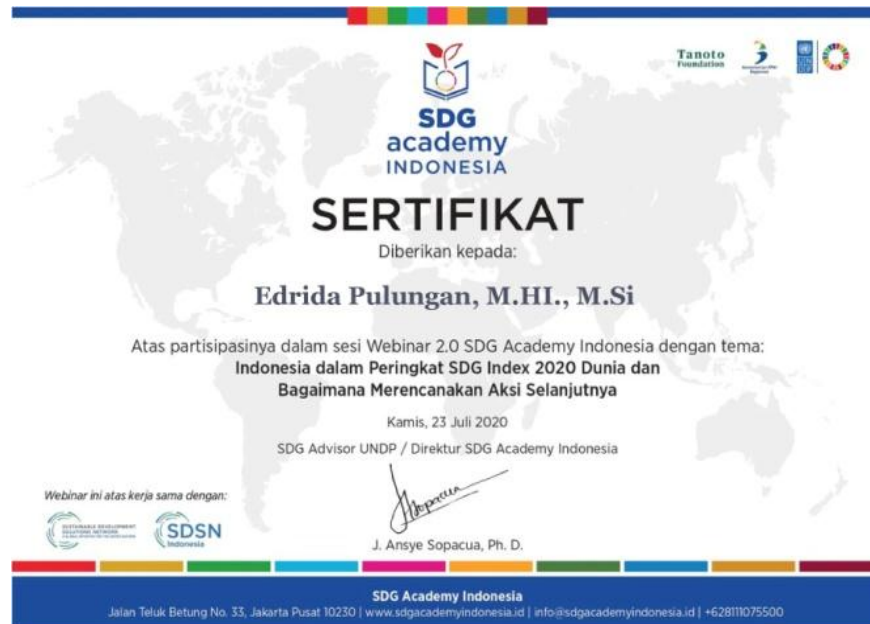 SDG
academy
INDONESIA
Tanoto
Foundation
SERTIFIKAT
Diberikan kepada:
Edrida Pulungan, M.HI., M.Si
Atas partisipasinya dalam sesi Webinar 2.0 SDG Academy Indonesia dengan tema:
Indonesia dalam Peringkat SDG Index 2020 Dunia dan
Bagaimana Merencanakan Aksi Selanjutnya
Kamis, 23 Juli 2020
SDG Advisor UNDP / Direktur SDG Academy Indonesia
Webinar ini atas kerja sama dengan:
SUSTAINABLE DEVELOPMENT
SOLUTIONS NETWORK
SDSN
Indonesia
J. Ansye Sopacua, Ph. D.
SDG Academy Indonesia
Jalan Teluk Betung No. 33, Jakarta Pusat 10230 | www.sdgacademyindonesia.id | info@sdgacademyindonesia.id | +628111075500